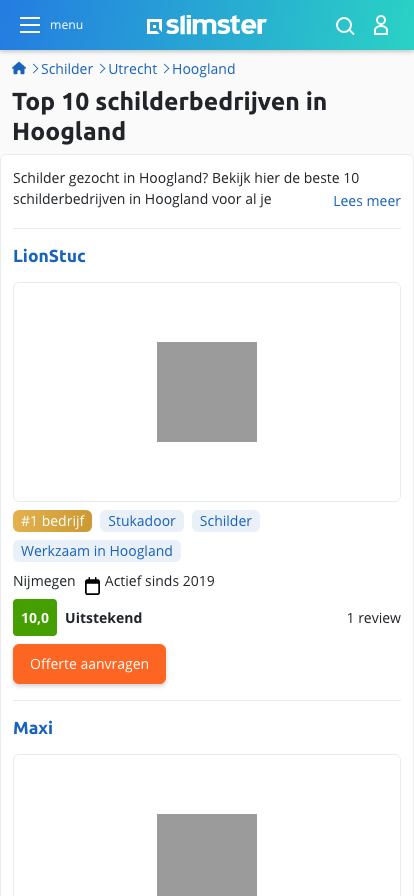 menu
slimster
Schilder Utrecht Hoogland
Top 10 schilderbedrijven in
Hoogland
Schilder gezocht in Hoogland? Bekijk hier de beste 10
schilderbedrijven in Hoogland voor al je
Lees meer
LionStuc
#1 bedrijf Stukadoor Schilder
Werkzaam in Hoogland
Nijmegen Actief sinds 2019
10,0 Uitstekend 1 review
Offerte aanvragen
Maxi